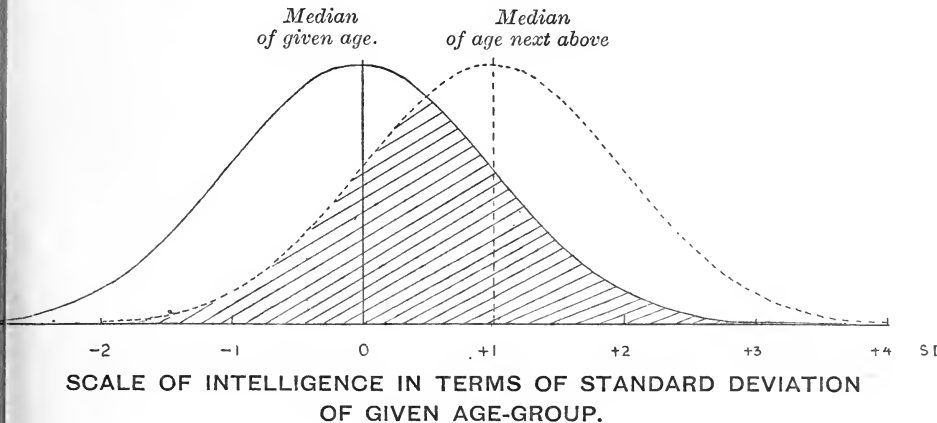 Median
of given age.
Median
of age next above
-2 -1 0 +1 +2 +3 +4 SD
SCALE OF INTELLIGENCE IN TERMS OF STANDARD DEVIATION
OF GIVEN AGE-GROUP.